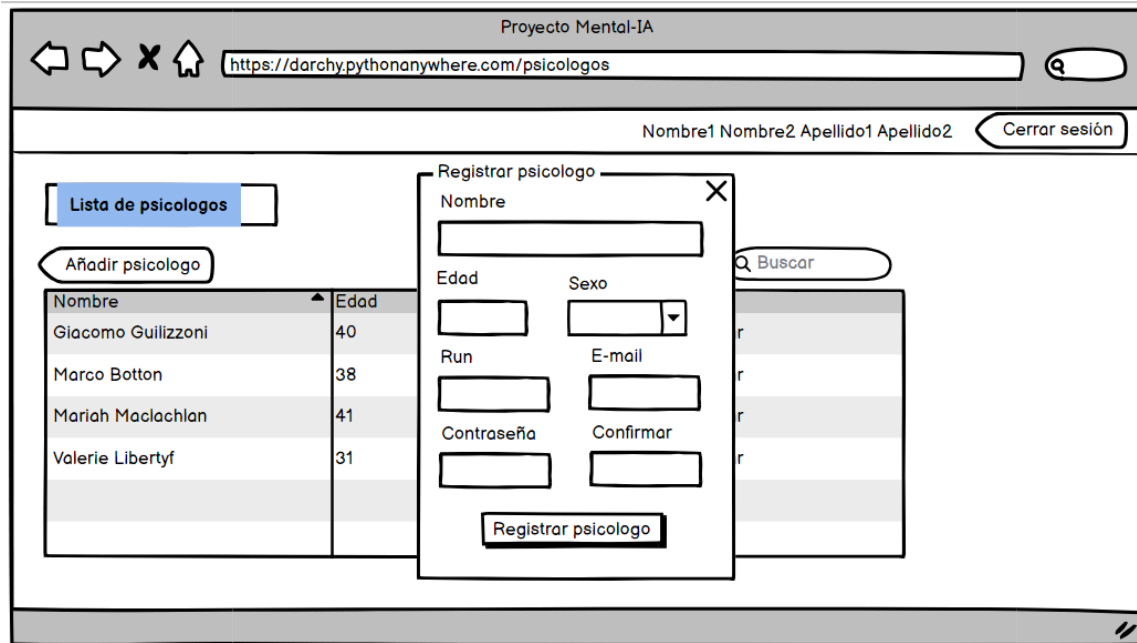 Proyecto Mental-IA
https://darchy.pythonanywhere.com/psicologos
Nombre1 Nombre2 Apellido1 Apellido2
Cerrar sesión
Lista de psicologos
Añadir psicologo
Buscar
Nombre Edad
Giacomo Guilizzoni 40 r
Marco Botton 38 r
Mariah Maclachlan 41 r
Valerie Libertyf 31 r
Registrar psicologo
Nombre
Edad Sexo
Run E-mail
Contraseña Confirmar
Registrar psicologo